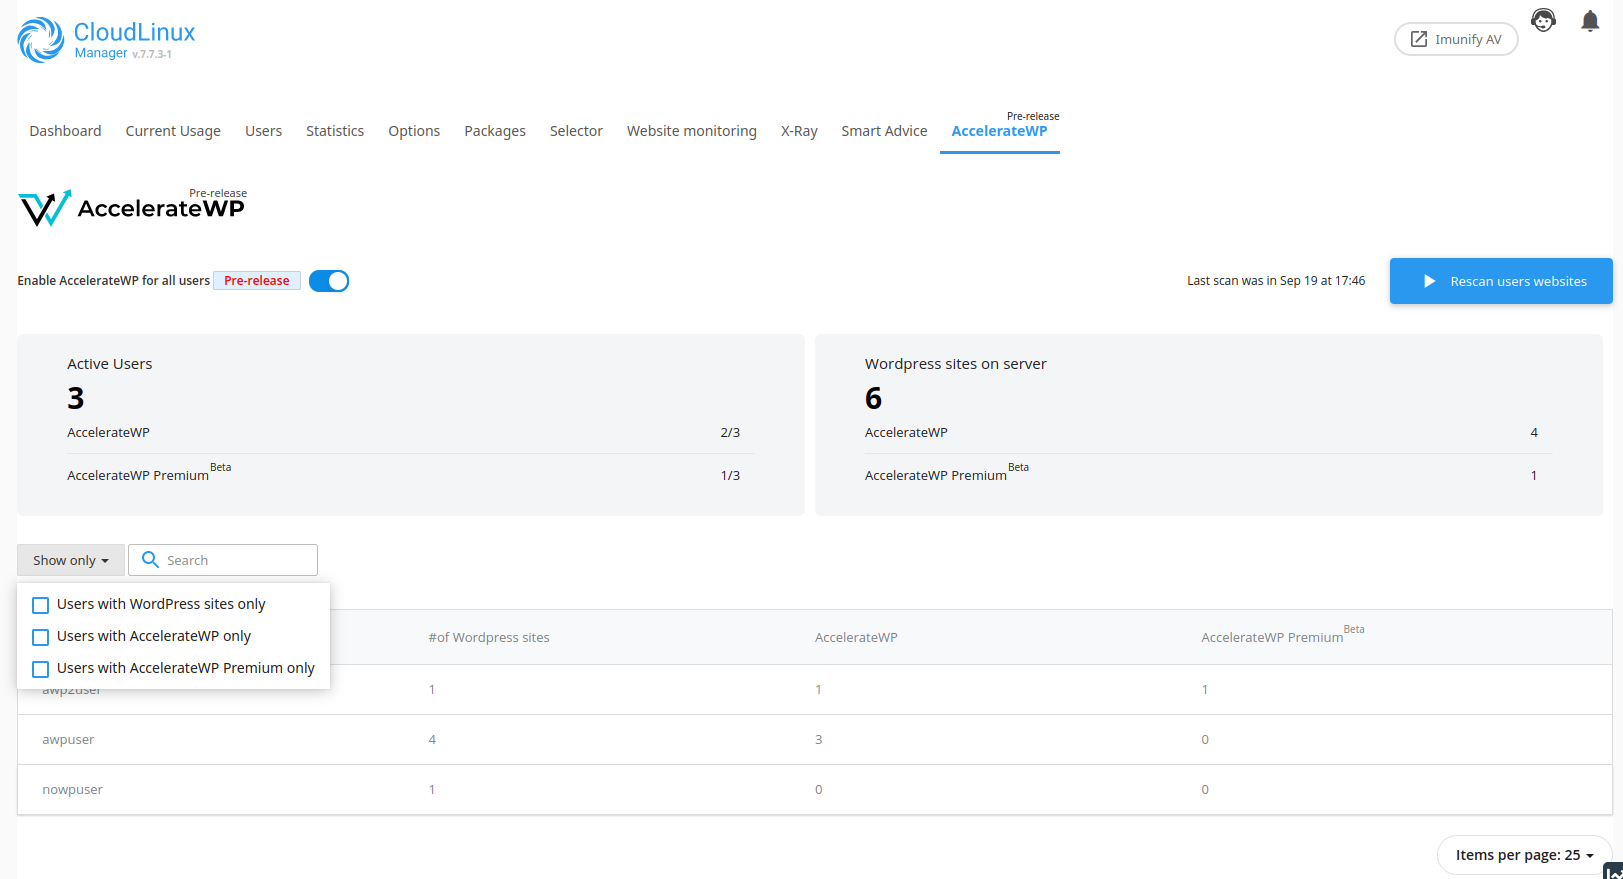 CloudLinux
Manager v.7.7.3-1
Imunify AV
Pre-release
Dashboard Current Usage Users Statistics Options Packages Selector Website monitoring X-Ray Smart Advice AccelerateWP
Pre-release
AccelerateWP
Enable AccelerateWP for all users Pre-release
Last scan was in Sep 19 at 17:46
Rescan users websites
Active Users
3
AccelerateWP 2/3
AccelerateWP Premium Beta 1/3
Wordpress sites on server
6
AccelerateWP 4
AccelerateWP Premium Beta 1
Show only
Search
Users with WordPress sites only
Users with AccelerateWP only
Users with AccelerateWP Premium only
#of Wordpress sites AccelerateWP AccelerateWP Premium Beta
awp2user 1 1 1
awpuser 4 3 0
nowpuser 1 0 0
Items per page: 25